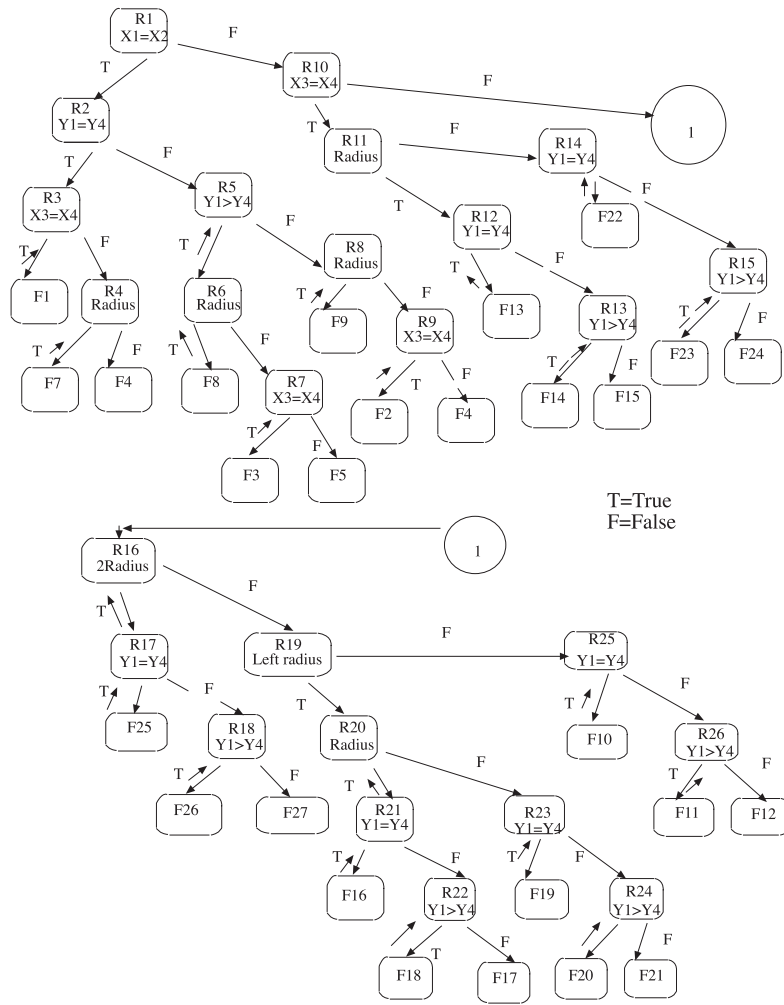 R1
X1=X2
F
T
R10
X3=X4
F
R2
Y1=Y4
1
T
R11
Radius
F
R14
Y1=Y4
T
F
R5
Y1>Y4
F
R3
X3=X4
T
F22
R12
Y1=Y4
T
F
T
F
R8
Radius
F
R15
Y1>Y4
T
F1
R4
Radius
R6
Radius
T
F
F13
R13
Y1>Y4
F9
R9
X3=X4
T
F
T
F
T
F
F23
F24
T
F
F7
F4
F8
R7
X3=X4
T
F
F14
F15
F2
F4
T
F
F3
F5
T=True
F=False
1
R16
2Radius
F
T
R17
Y1=Y4
R19
Left radius
F
R25
Y1=Y4
T
F
T
T
F
F25
R18
Y1>Y4
R20
Radius
F10
R26
Y1>Y4
T
F
T
F
T
F
F26
F27
R21
Y1=Y4
R23
Y1=Y4
F11
F12
T
F
T
F
F16
R22
Y1>Y4
F19
R24
Y1>Y4
T
F
F
F18
F17
F20
F21